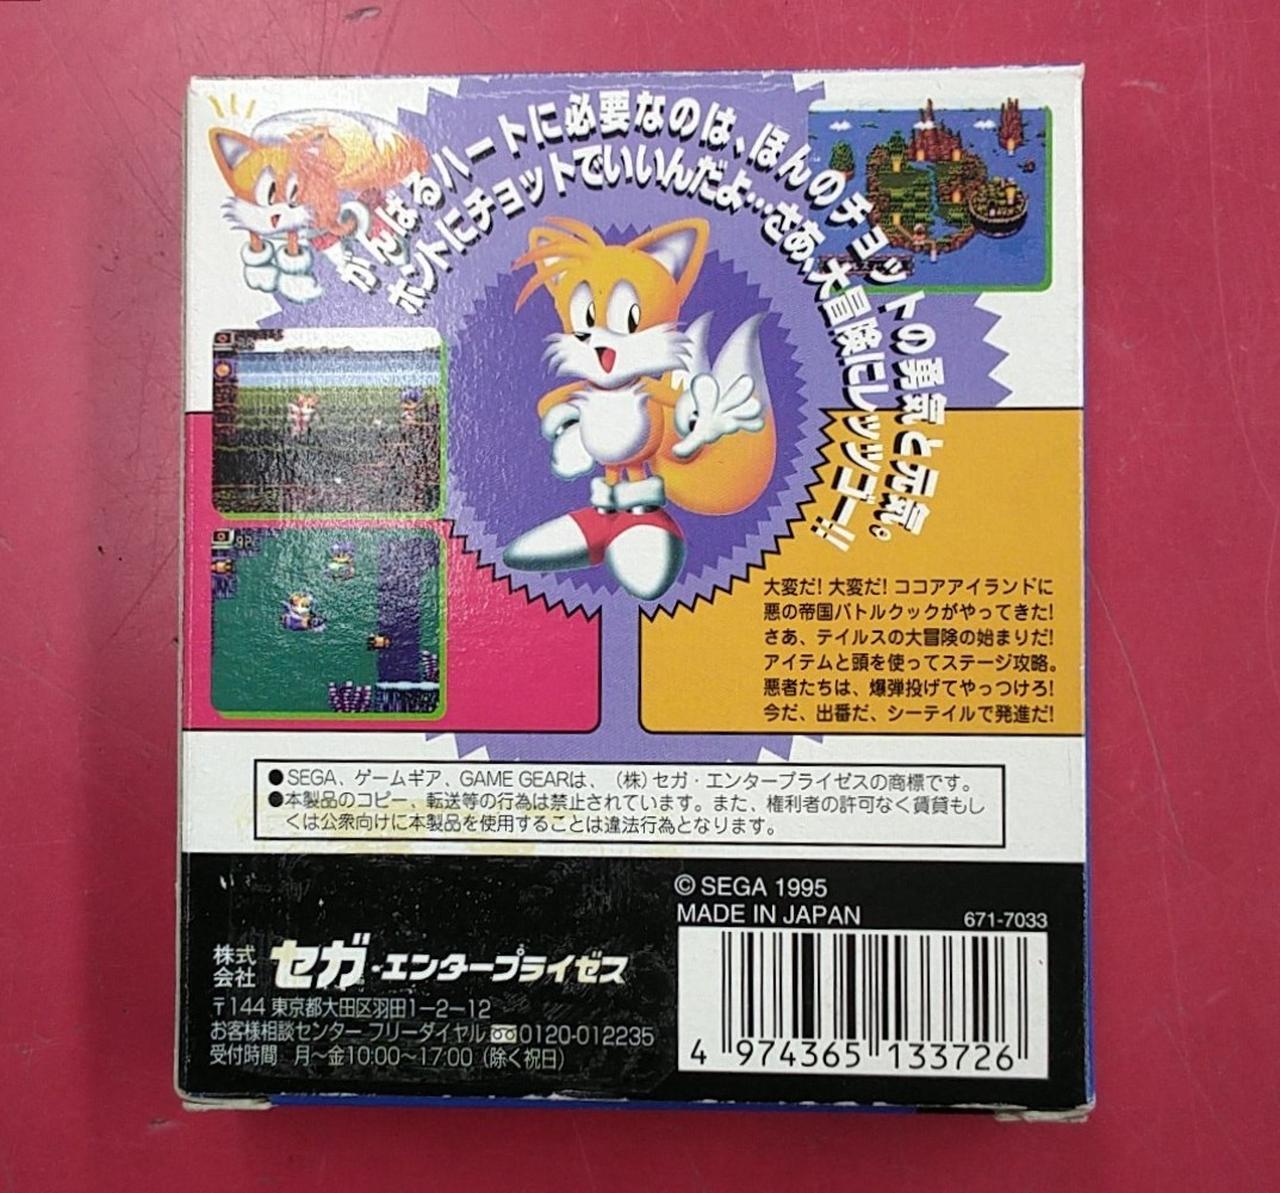 がんばるハートに必要なのは、ほんのチョットの勇気と元気。
ホントにチョットでいいんだよ…さあ、大冒険にレッツゴー!!
大変だ! 大変だ! ココアアイランドに
悪の帝国バトルクックがやってきた!
さあ、テイルスの大冒険の始まりだ!
アイテムと頭を使ってステージ攻略。
悪者たちは、爆弾投げてやっつけろ!
今だ、出番だ、シーテイルで発進だ!
●SEGA、ゲームギア、GAME GEARは、(株)セガ・エンタープライゼスの商標です。
●本製品のコピー、転送等の行為は禁止されています。また、権利者の許可なく賃貸もし
くは公衆向けに本製品を使用することは違法行為となります。
© SEGA 1995
MADE IN JAPAN 671-7033
株式会社 セガ・エンタープライゼス
〒144 東京都大田区羽田1-2-12
お客様相談センター フリーダイヤル 0120-012235
受付時間 月〜金10:00〜17:00(除く祝日)
4 974365 133726